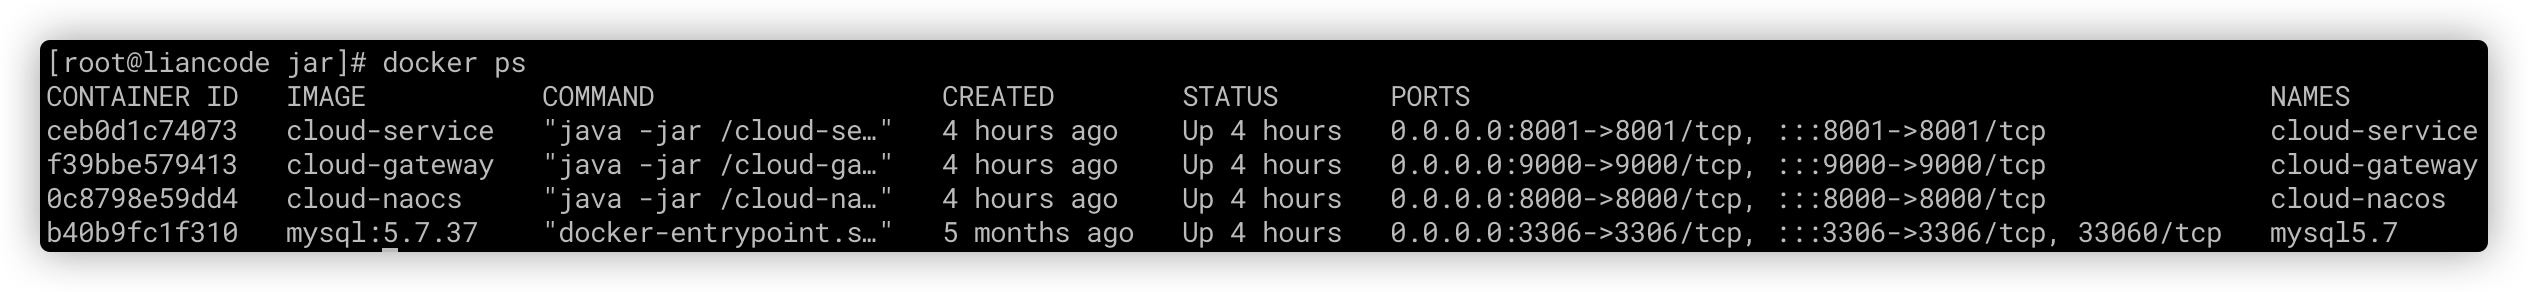 [root@liancode jar]# docker ps
CONTAINER ID   IMAGE           COMMAND                  CREATED        STATUS       PORTS                                                  NAMES
ceb0d1c74073   cloud-service   "java -jar /cloud-se…"   4 hours ago    Up 4 hours   0.0.0.0:8001->8001/tcp, :::8001->8001/tcp              cloud-service
f39bbe579413   cloud-gateway   "java -jar /cloud-ga…"   4 hours ago    Up 4 hours   0.0.0.0:9000->9000/tcp, :::9000->9000/tcp              cloud-gateway
0c8798e59dd4   cloud-naocs     "java -jar /cloud-na…"   4 hours ago    Up 4 hours   0.0.0.0:8000->8000/tcp, :::8000->8000/tcp              cloud-nacos
b40b9fc1f310   mysql:5.7.37    "docker-entrypoint.s…"   5 months ago   Up 4 hours   0.0.0.0:3306->3306/tcp, :::3306->3306/tcp, 33060/tcp   mysql5.7